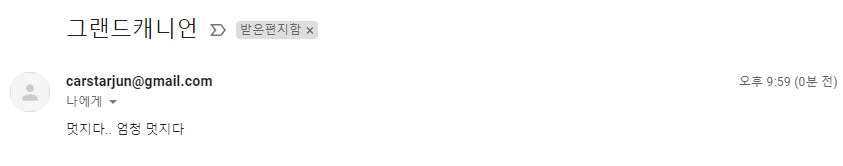 그랜드캐니언 받은편지함 ×
carstarjun@gmail.com 오후 9:59 (0분 전)
나에게
멋지다.. 엄청 멋지다